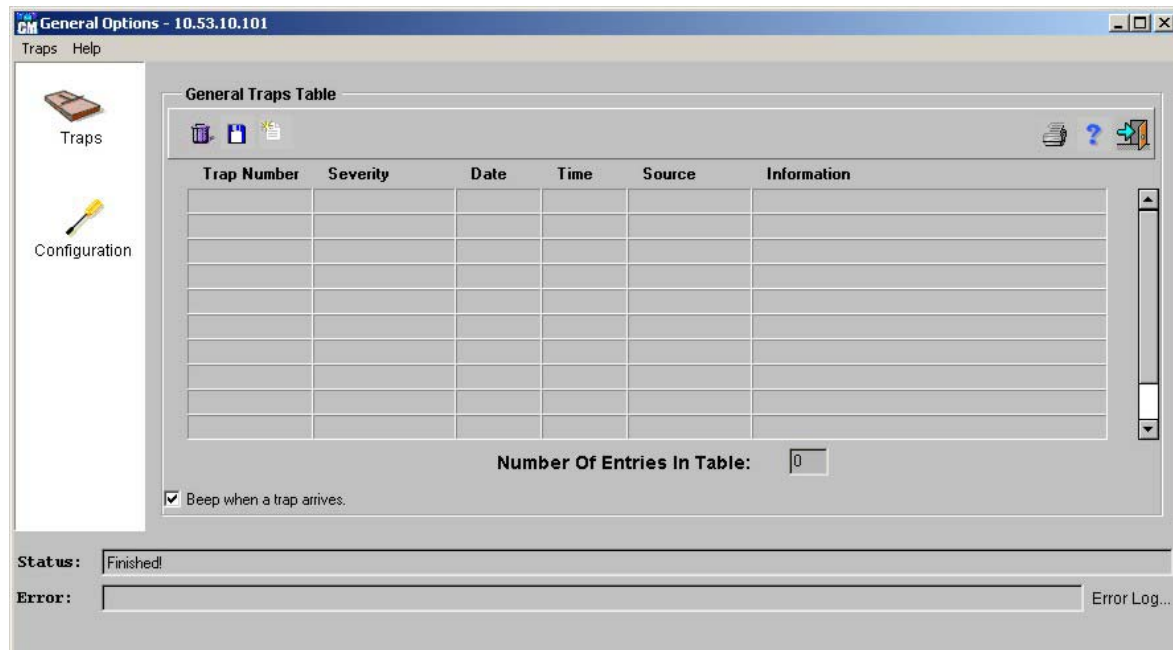 General Options - 10.53.10.101
Traps Help
General Traps Table
Traps
Configuration
Trap Number Severity Date Time Source Information
Number Of Entries In Table: 0
Beep when a trap arrives.
Status: Finished!
Error: Error Log...